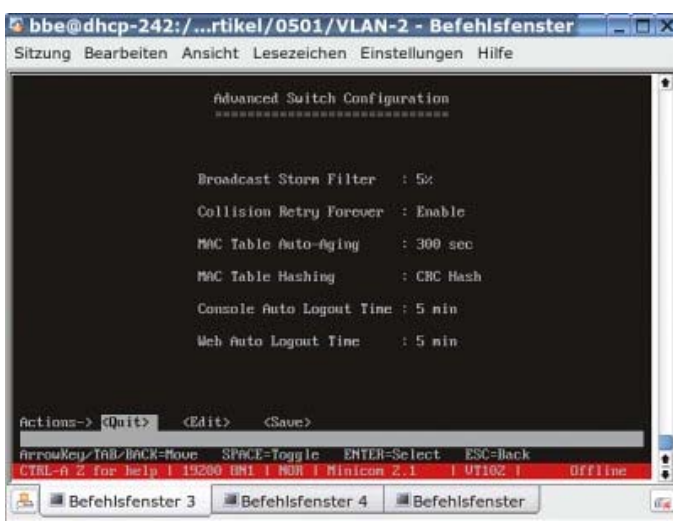 bbe@dhcp-242:/...rtikel/0501/VLAN-2 - Befehlsfenster
Sitzung Bearbeiten Ansicht Lesezeichen Einstellungen Hilfe
Advanced Switch Configuration
==============================
Broadcast Storm Filter : 5%
Collision Retry Forever : Enable
MAC Table Auto-Aging : 300 sec
MAC Table Hashing : CRC Hash
Console Auto Logout Time : 5 min
Web Auto Logout Time : 5 min
Actions-> <Quit> <Edit> <Save>
ArrowKey/TAB/BACK=Move SPACE=Toggle ENTER=Select ESC=Back
CTRL-A Z for help | 19200 8N1 | NOR | Minicom 2.1 | VT102 | Offline
Befehlsfenster 3 Befehlsfenster 4 Befehlsfenster